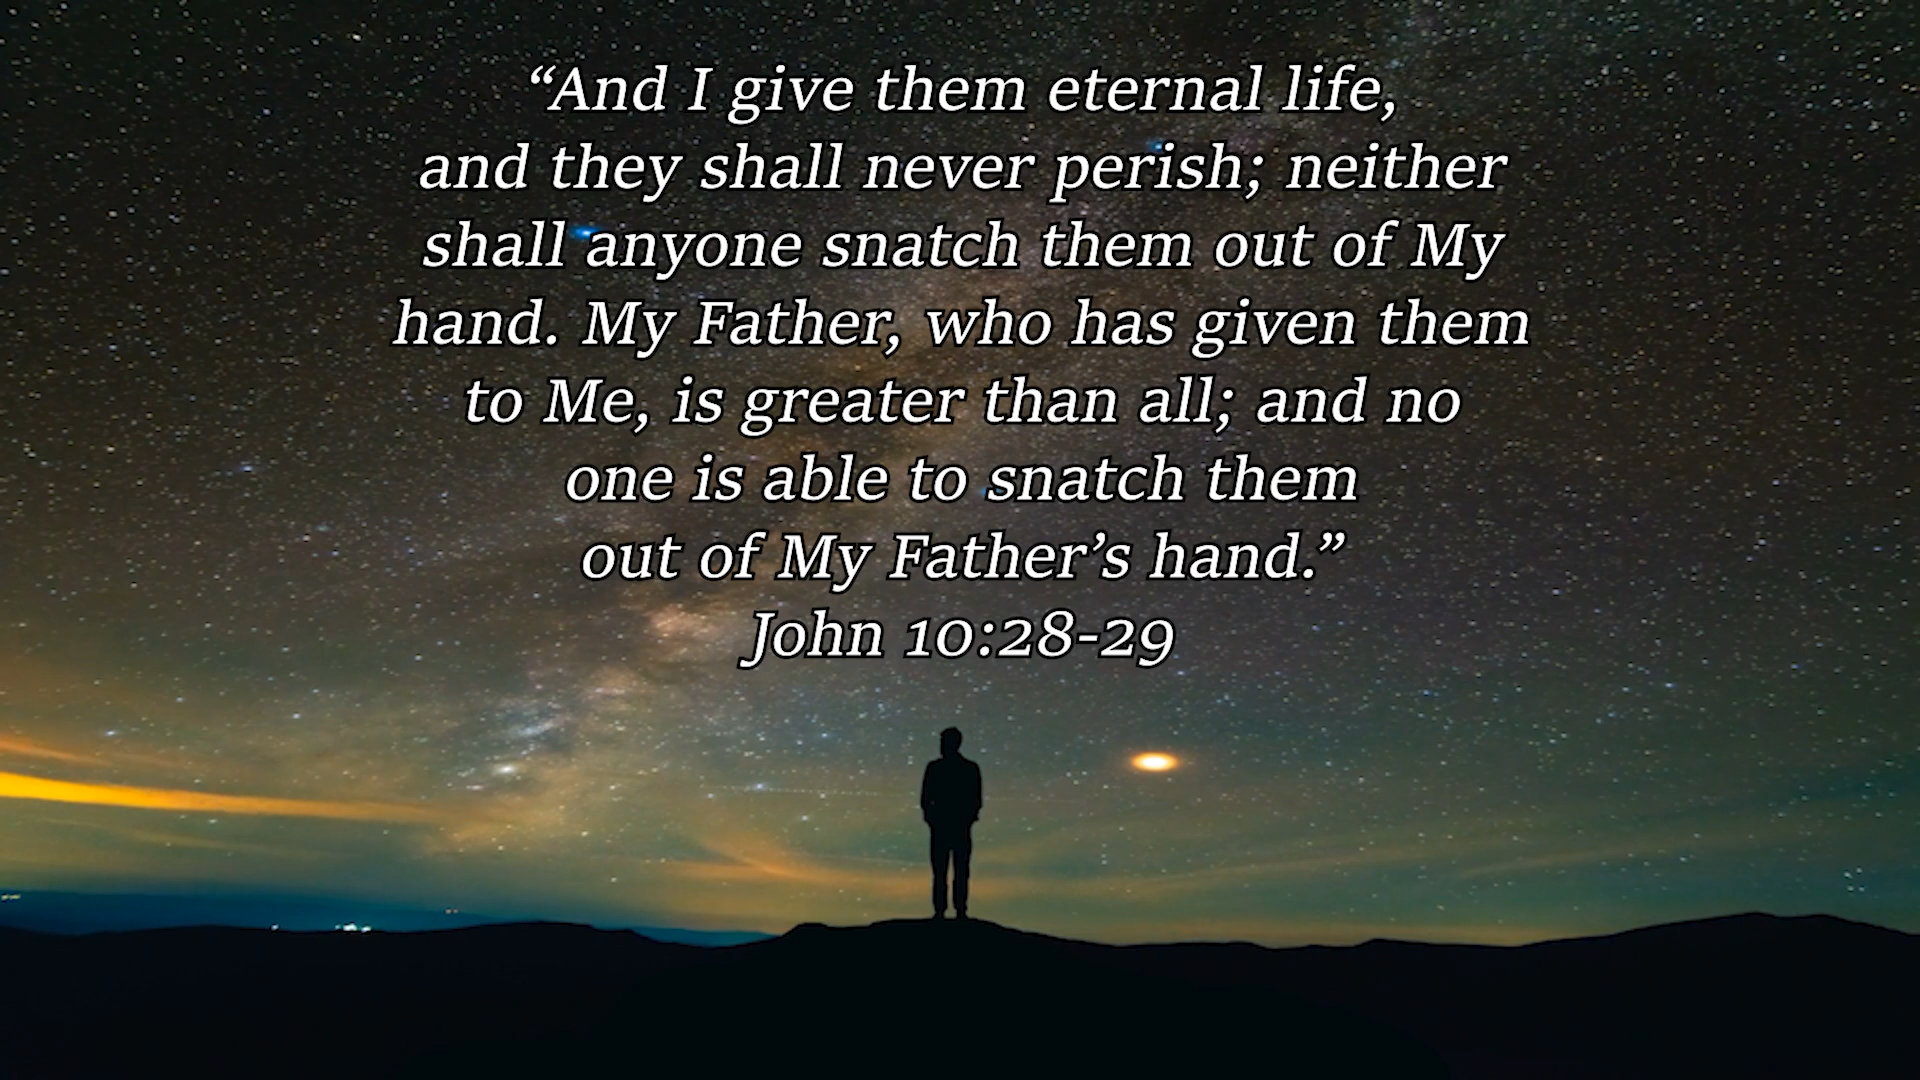 “And I give them eternal life,
and they shall never perish; neither
shall anyone snatch them out of My
hand. My Father, who has given them
to Me, is greater than all; and no
one is able to snatch them
out of My Father’s hand.”
John 10:28-29